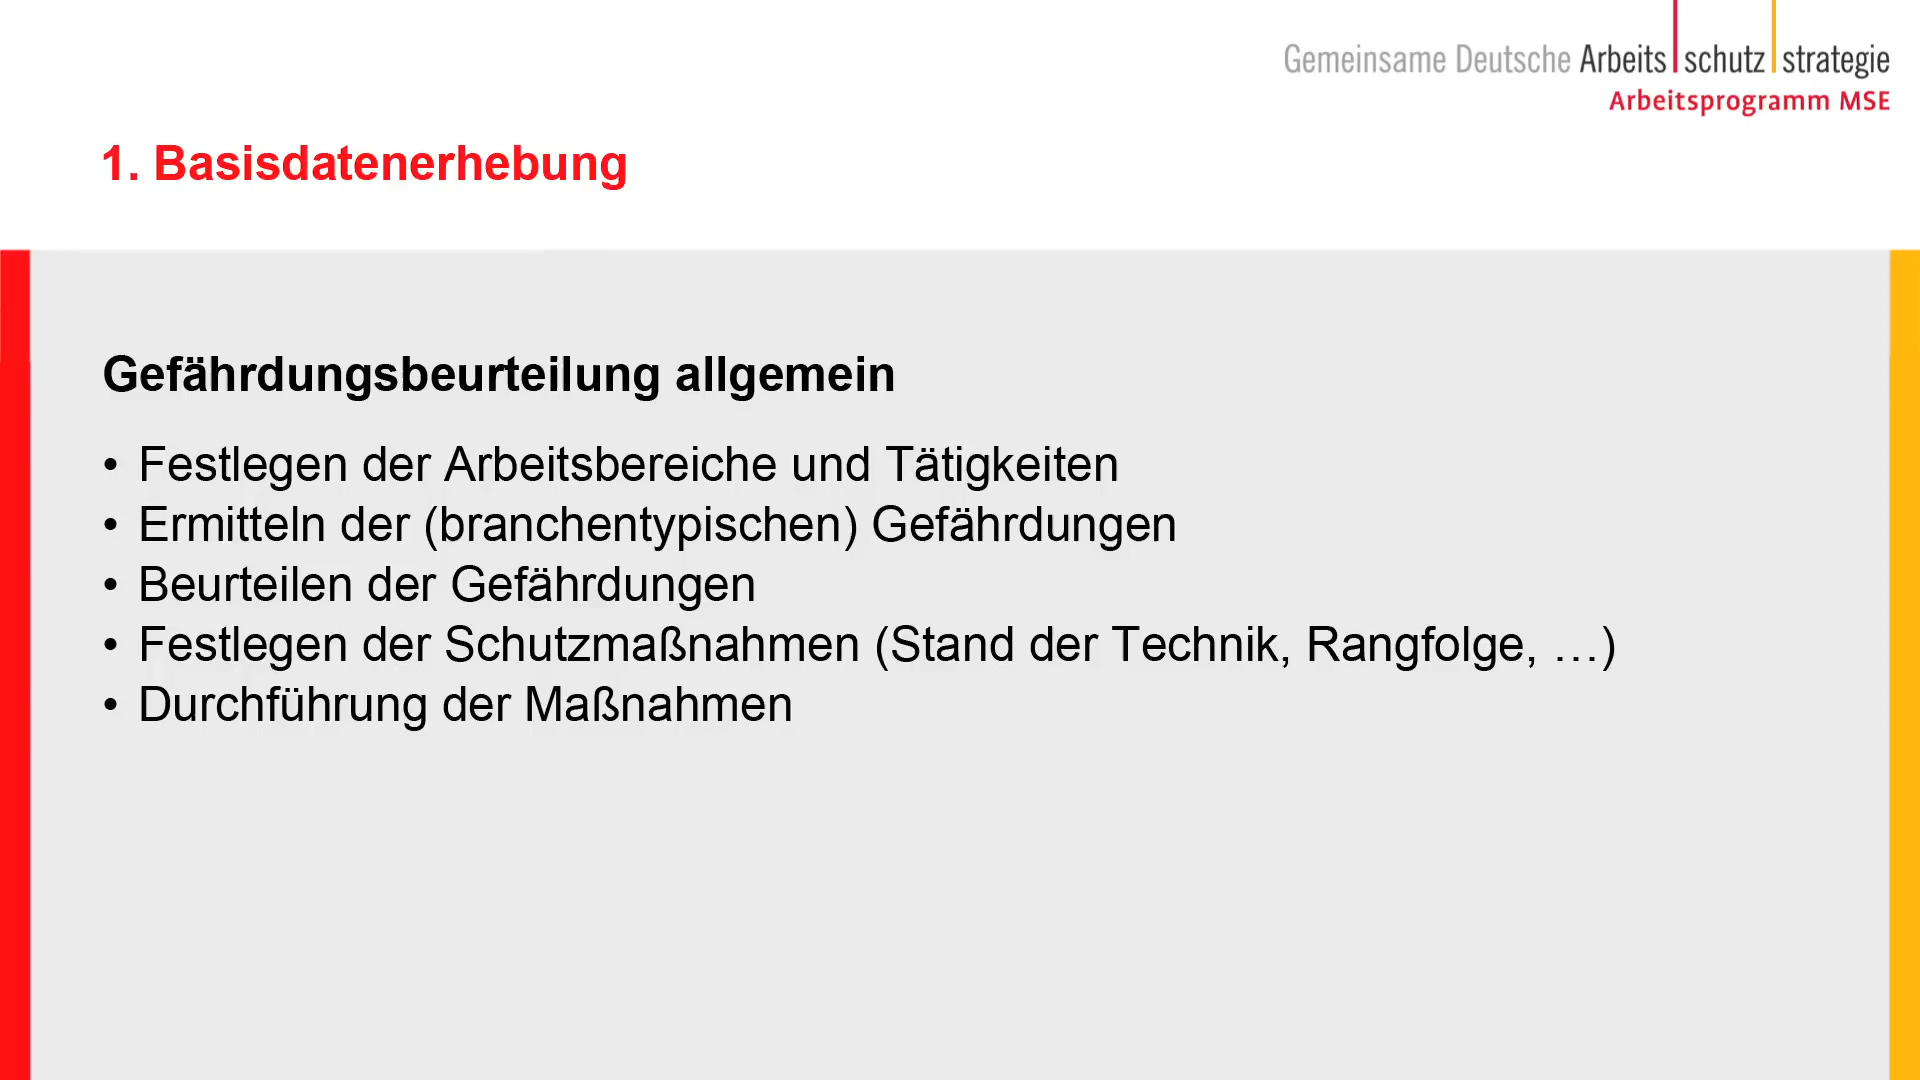 Gemeinsame Deutsche Arbeits schutz strategie
Arbeitsprogramm MSE
1. Basisdatenerhebung
Gefährdungsbeurteilung allgemein
• Festlegen der Arbeitsbereiche und Tätigkeiten
• Ermitteln der (branchentypischen) Gefährdungen
• Beurteilen der Gefährdungen
• Festlegen der Schutzmaßnahmen (Stand der Technik, Rangfolge, …)
• Durchführung der Maßnahmen